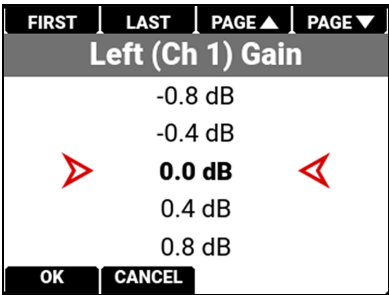 FIRST LAST PAGE▲ PAGE▼
Left (Ch 1) Gain
-0.8 dB
-0.4 dB
0.0 dB
0.4 dB
0.8 dB
OK CANCEL